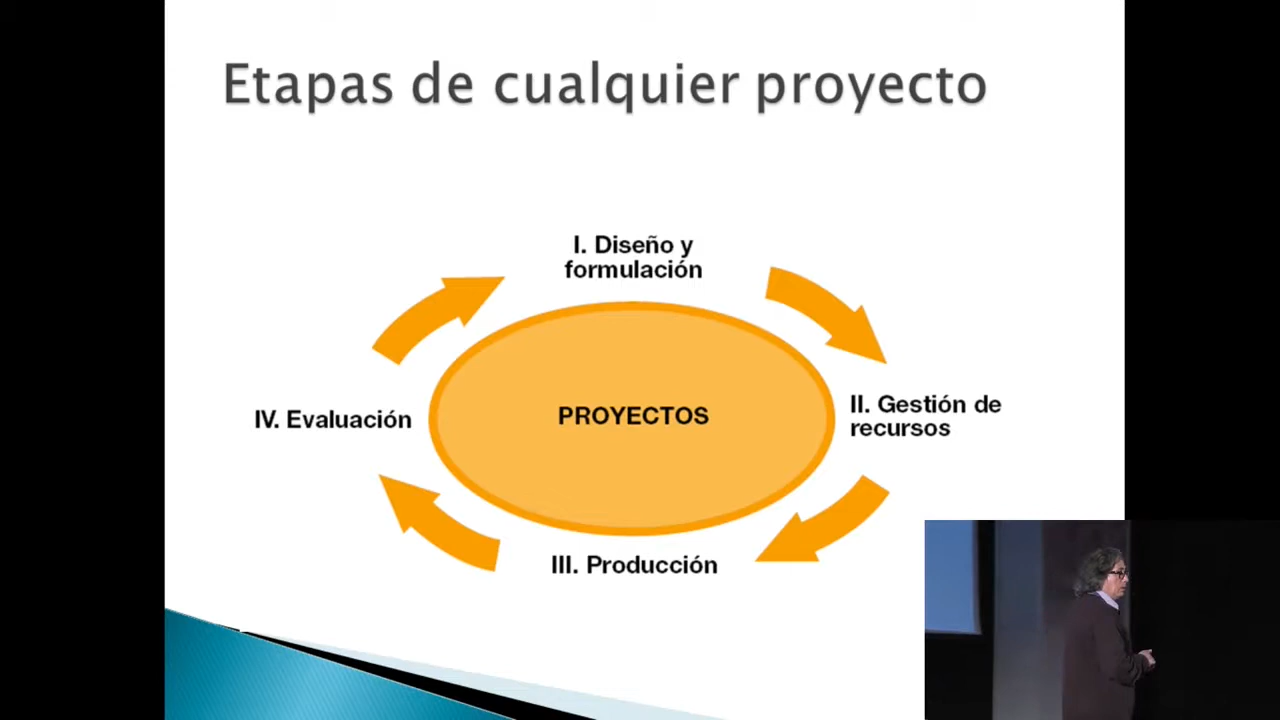 Etapas de cualquier proyecto
I. Diseño y
formulación
II. Gestión de
recursos
PROYECTOS
IV. Evaluación
III. Producción